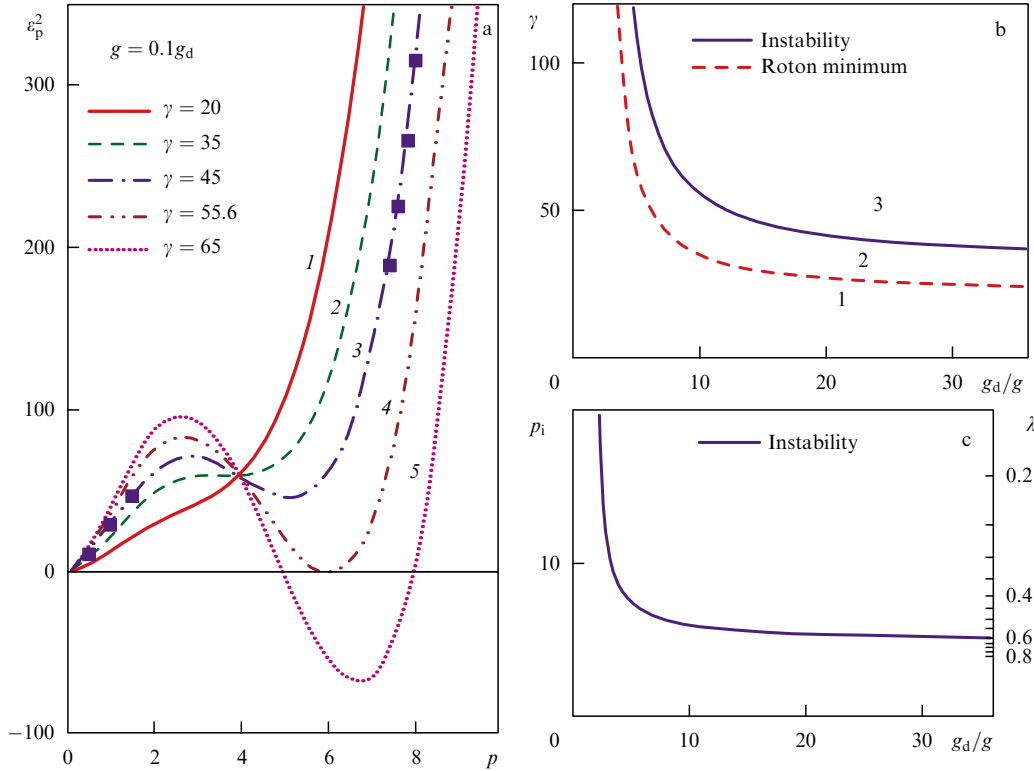 ε_p^2
a
g = 0.1g_d
γ = 20
γ = 35
γ = 45
γ = 55.6
γ = 65
300
200
100
0
−100
1
2
3
4
5
0
2
4
6
8
p
γ
b
Instability
Roton minimum
100
50
3
2
1
0
10
20
30
g_d/g
p_i
c
λ
Instability
10
0.2
0.4
0.6
0.8
0
10
20
30
g_d/g